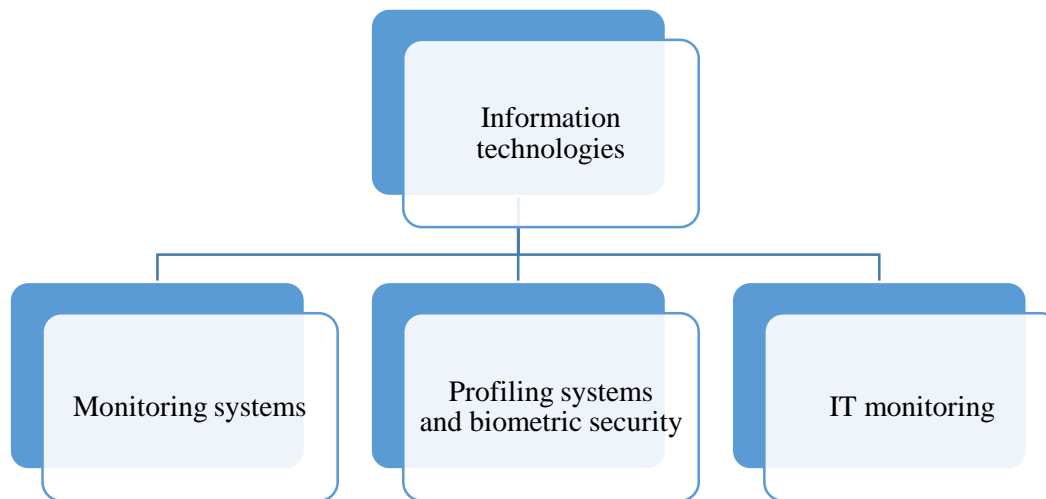 Information
technologies
Monitoring systems
Profiling systems
and biometric security
IT monitoring